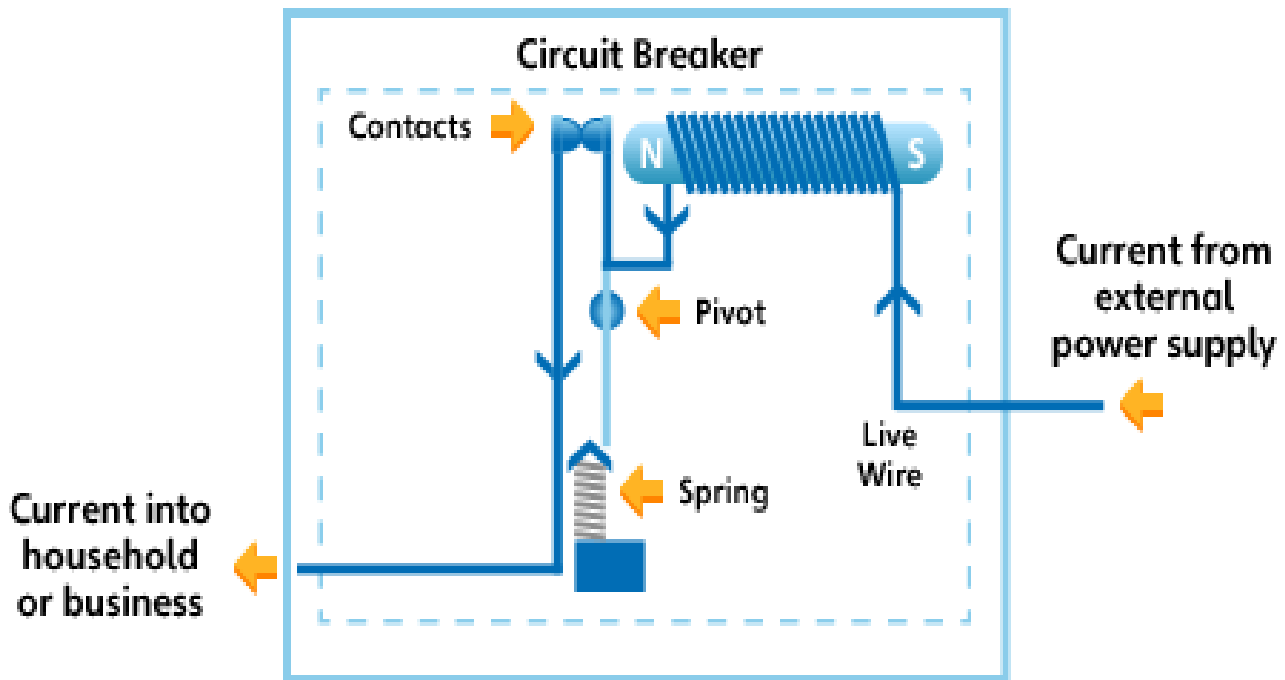 Circuit Breaker
Contacts
N
S
Current from
external
power supply
Pivot
Live
Wire
Spring
Current into
household
or business